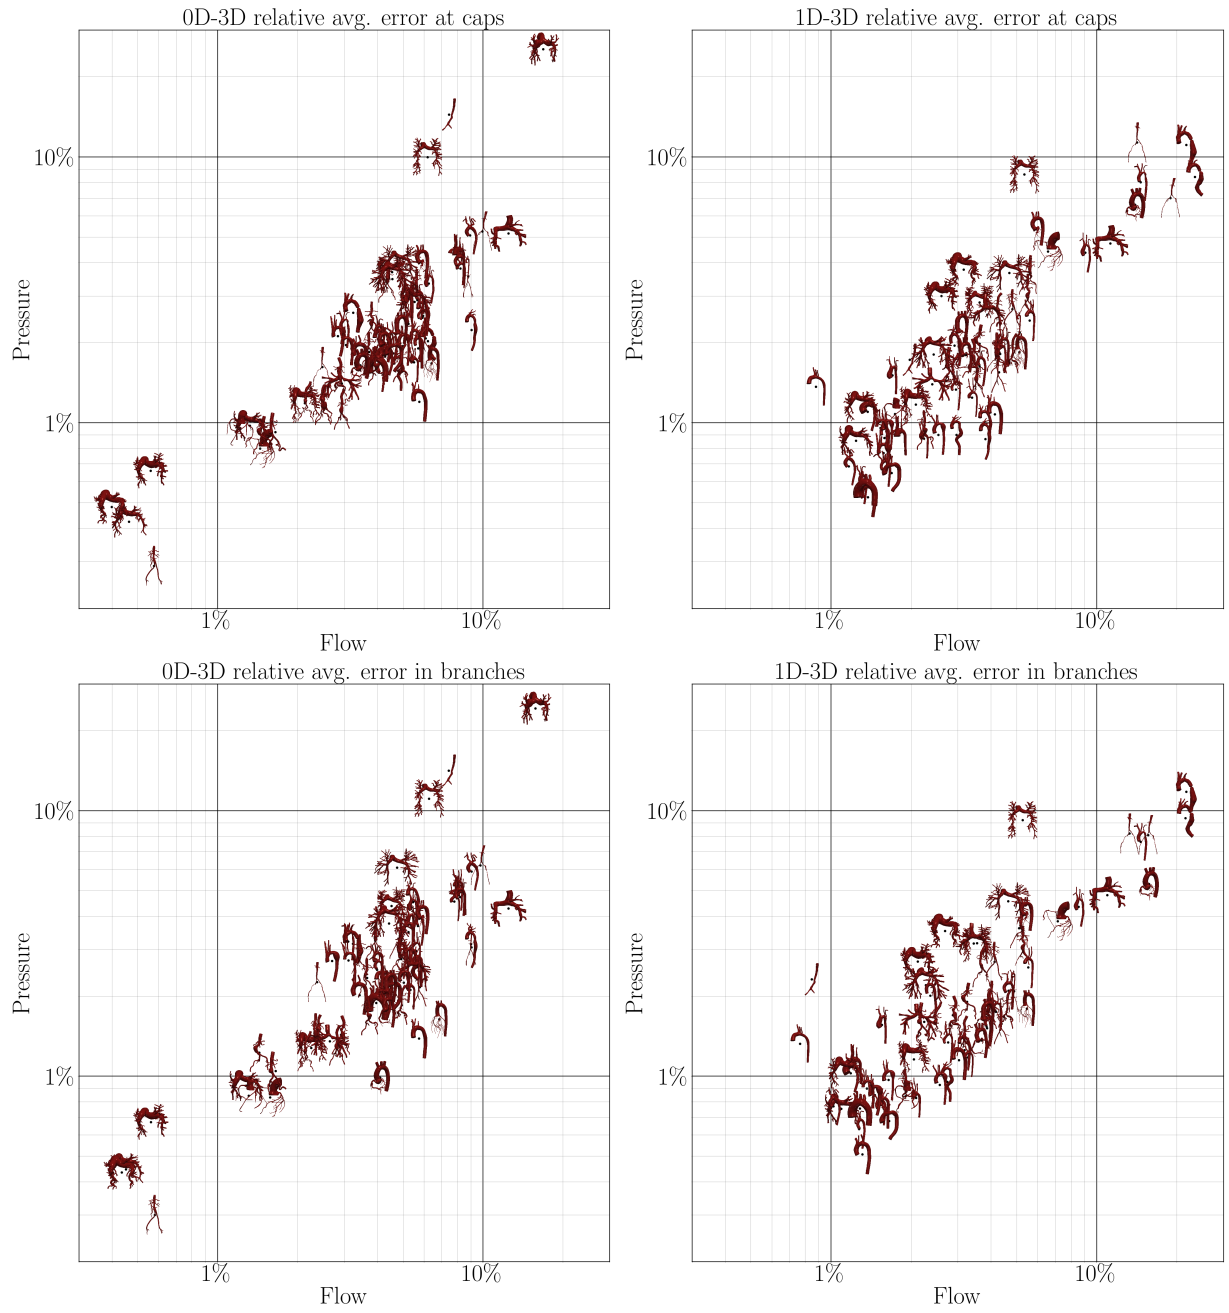 0D-3D relative avg. error at caps
1D-3D relative avg. error at caps
10%
1%
Pressure
1%
10%
Flow
10%
1%
Pressure
1%
10%
Flow
0D-3D relative avg. error in branches
1D-3D relative avg. error in branches
10%
1%
Pressure
1%
10%
Flow
10%
1%
Pressure
1%
10%
Flow